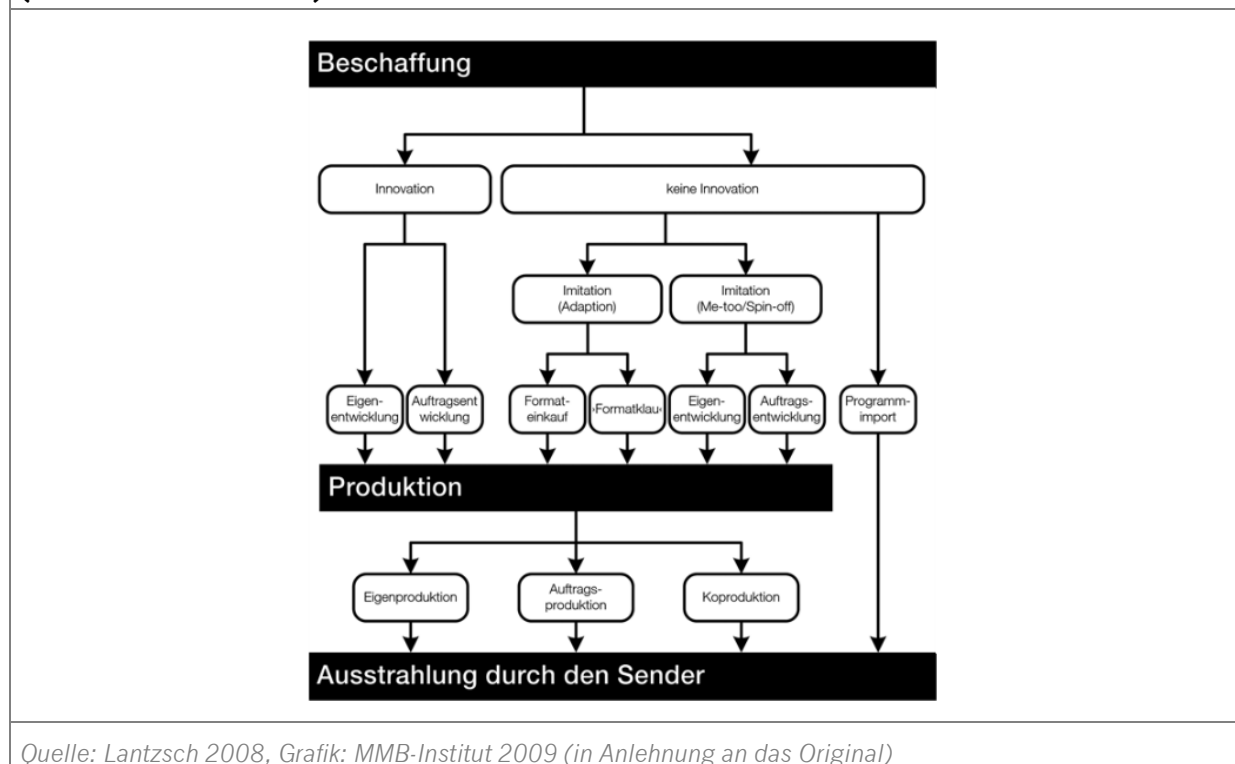 Beschaffung
Innovation
keine Innovation
Imitation
(Adaption)
Imitation
(Me-too/Spin-off)
Eigen-
entwicklung
Auftragsent
wicklung
Format-
einkauf
›Formatklau‹
Eigen-
entwicklung
Auftrags-
entwicklung
Programm-
import
Produktion
Eigenproduktion
Auftrags-
produktion
Koproduktion
Ausstrahlung durch den Sender
Quelle: Lantzsch 2008, Grafik: MMB-Institut 2009 (in Anlehnung an das Original)